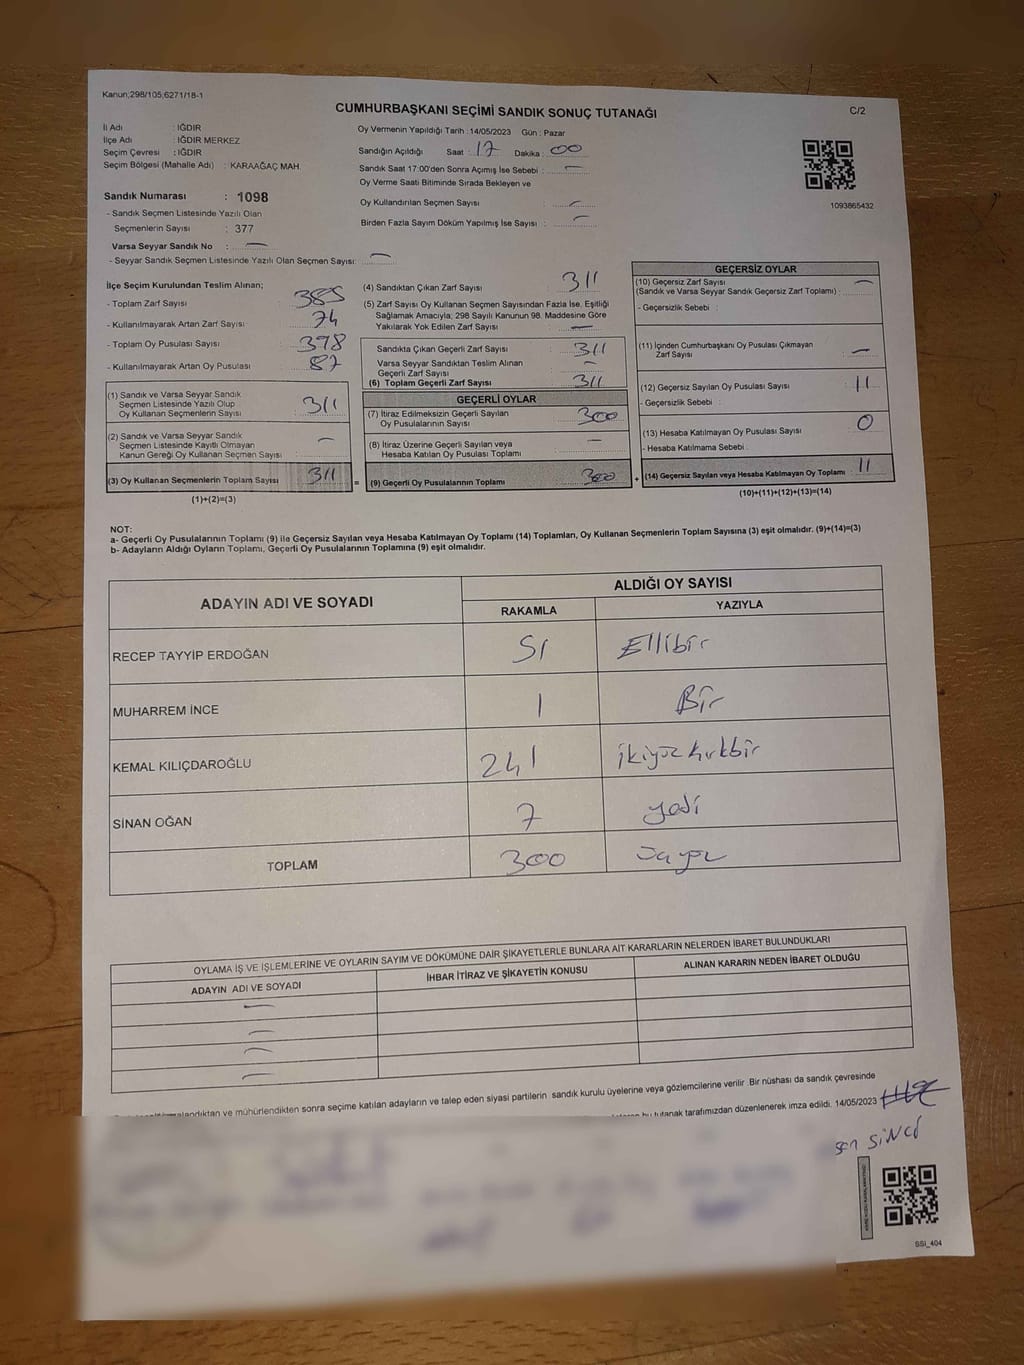 Kanun;298/105,6271/18-1
CUMHURBAŞKANI SEÇİMİ SANDIK SONUÇ TUTANAĞI
C/2
İl Adı : IĞDIR
İlçe Adı : IĞDIR MERKEZ
Seçim Çevresi : IĞDIR
Seçim Bölgesi (Mahalle Adı) : KARAAĞAÇ MAH.
Sandık Numarası : 1098
- Sandık Seçmen Listesinde Yazılı Olan
Seçmenlerin Sayısı : 377
Varsa Seyyar Sandık No : —
- Seyyar Sandık Seçmen Listesinde Yazılı Olan Seçmen Sayısı: —
Oy Vermenin Yapıldığı Tarih :14/05/2023 Gün : Pazar
Sandığın Açıldığı Saat : 17 Dakika : 00
Sandık Saat 17:00'den Sonra Açımış İse Sebebi : —
Oy Verme Saati Bitiminde Sırada Bekleyen ve
Oy Kullandırılan Seçmen Sayısı : —
Birden Fazla Sayım Döküm Yapılmış İse Sayısı : —
1093865432
İlçe Seçim Kurulundan Teslim Alınan;
- Toplam Zarf Sayısı 385
- Kullanılmayarak Artan Zarf Sayısı 74
- Toplam Oy Pusulası Sayısı 398
- Kullanılmayarak Artan Oy Pusulası 87
(1) Sandık ve Varsa Seyyar Sandık
Seçmen Listesinde Yazılı Olup
Oy Kullanan Seçmenlerin Sayısı 311
(2) Sandık ve Varsa Seyyar Sandık
Seçmen Listesinde Kayıtlı Olmayan
Kanun Gereği Oy Kullanan Seçmen Sayısı —
(3) Oy Kullanan Seçmenlerin Toplam Sayısı 311
(1)+(2)=(3)
(4) Sandıktan Çıkan Zarf Sayısı 311
(5) Zarf Sayısı Oy Kullanan Seçmen Sayısından Fazla İse, Eşitliği
Sağlamak Amacıyla; 298 Sayılı Kanunun 98. Maddesine Göre
Yakılarak Yok Edilen Zarf Sayısı —
Sandıkta Çıkan Geçerli Zarf Sayısı 311
Varsa Seyyar Sandıktan Teslim Alınan
Geçerli Zarf Sayısı —
(6) Toplam Geçerli Zarf Sayısı 311
GEÇERLİ OYLAR
(7) İtiraz Edilmeksizin Geçerli Sayılan
Oy Pusulalarının Sayısı 300
(8) İtiraz Üzerine Geçerli Sayılan veya
Hesaba Katılan Oy Pusulası Toplamı —
= (9) Geçerli Oy Pusulalarının Toplamı 300
GEÇERSİZ OYLAR
(10) Geçersiz Zarf Sayısı —
(Sandık ve Varsa Seyyar Sandık Geçersiz Zarf Toplamı) :
- Geçersizlik Sebebi :
(11) İçinden Cumhurbaşkanı Oy Pusulası Çıkmayan
Zarf Sayısı —
(12) Geçersiz Sayılan Oy Pusulası Sayısı 11
- Geçersizlik Sebebi :
(13) Hesaba Katılmayan Oy Pusulası Sayısı 0
- Hesaba Katılmama Sebebi :
+ (14) Geçersiz Sayılan veya Hesaba Katılmayan Oy Toplamı 11
(10)+(11)+(12)+(13)=(14)
NOT:
a- Geçerli Oy Pusulalarının Toplamı (9) ile Geçersiz Sayılan veya Hesaba Katılmayan Oy Toplamı (14) Toplamları, Oy Kullanan Seçmenlerin Toplam Sayısına (3) eşit olmalıdır. (9)+(14)=(3)
b- Adayların Aldığı Oyların Toplamı, Geçerli Oy Pusulalarının Toplamına (9) eşit olmalıdır.
ADAYIN ADI VE SOYADI
ALDIĞI OY SAYISI
RAKAMLA YAZIYLA
RECEP TAYYİP ERDOĞAN 51 Ellibir
MUHARREM İNCE 1 Bir
KEMAL KILIÇDAROĞLU 241 ikiyüzkırkbir
SİNAN OĞAN 7 yedi
TOPLAM 300
OYLAMA İŞ VE İŞLEMLERİNE VE OYLARIN SAYIM VE DÖKÜMÜNE DAİR ŞİKAYETLERLE BUNLARA AİT KARARLARIN NELERDEN İBARET BULUNDUKLARI
ADAYIN ADI VE SOYADI İHBAR İTİRAZ VE ŞİKAYETİN KONUSU ALINAN KARARIN NEDEN İBARET OLDUĞU
—
—
—
—
ve mühürlendikten sonra seçime katılan adayların ve talep eden siyasi partilerin sandık kurulu üyelerine veya gözlemcilerine verilir .Bir nüshası da sandık çevresinde
bu tutanak tarafımızdan düzenlenerek imza edildi. 14/05/2023
SSİ_404